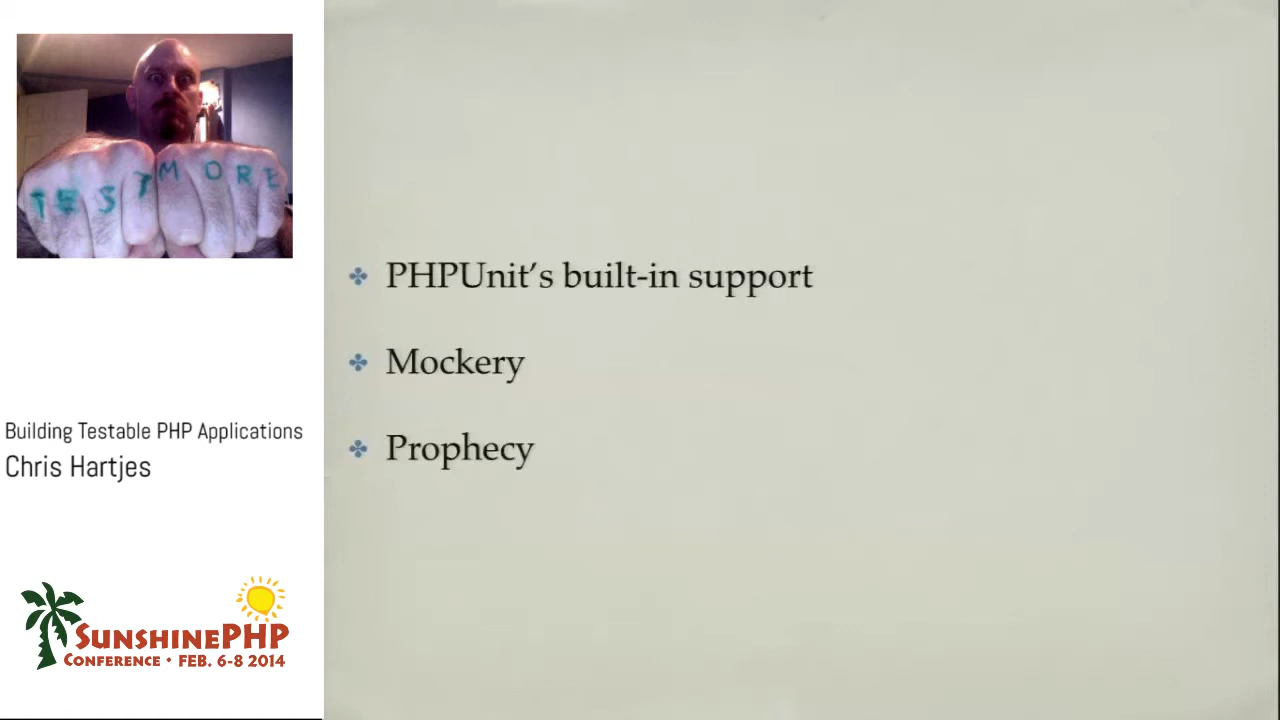 TEST MORE
PHPUnit’s built-in support
Mockery
Prophecy
Building Testable PHP Applications
Chris Hartjes
SUNSHINEPHP
CONFERENCE • FEB. 6-8 2014